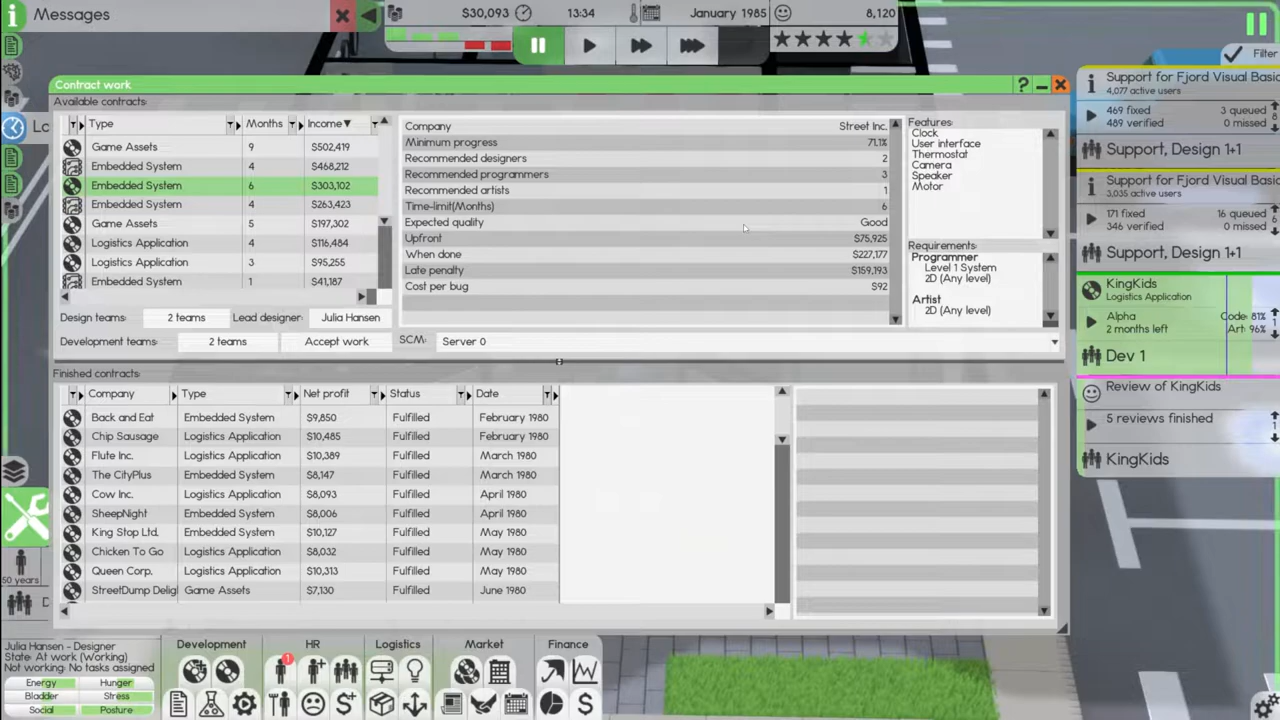 Messages
$30,093
13:34
January 1985
8,120
Filter
Contract work
Available contracts:
Type Months Income
Game Assets 9 $502,419
Embedded System 4 $468,212
Embedded System 6 $303,102
Embedded System 4 $263,423
Game Assets 5 $197,302
Logistics Application 4 $116,484
Logistics Application 3 $95,255
Embedded System 1 $41,187
Company Street Inc.
Minimum progress 71.1%
Recommended designers 2
Recommended programmers 3
Recommended artists 1
Time-limit(Months) 6
Expected quality Good
Upfront $75,925
When done $227,177
Late penalty $159,193
Cost per bug $92
Features:
Clock
User interface
Thermostat
Camera
Speaker
Motor
Requirements:
Programmer
Level 1 System
2D (Any level)
Artist
2D (Any level)
Design teams: 2 teams Lead designer: Julia Hansen
Development teams: 2 teams Accept work SCM: Server 0
Finished contracts:
Company Type Net profit Status Date
Back and Eat Embedded System $9,850 Fulfilled February 1980
Chip Sausage Logistics Application $10,485 Fulfilled February 1980
Flute Inc. Logistics Application $10,389 Fulfilled March 1980
The CityPlus Embedded System $8,147 Fulfilled March 1980
Cow Inc. Logistics Application $8,093 Fulfilled April 1980
SheepNight Embedded System $8,006 Fulfilled April 1980
King Stop Ltd. Embedded System $10,127 Fulfilled May 1980
Chicken To Go Logistics Application $8,032 Fulfilled May 1980
Queen Corp. Logistics Application $10,313 Fulfilled May 1980
StreetDump Deligh Game Assets $7,130 Fulfilled June 1980
Support for Fjord Visual Basic
4,077 active users
469 fixed 3 queued
489 verified 0 missed
Support, Design 1+1
Support for Fjord Visual Basic
3,035 active users
171 fixed 16 queued
346 verified 0 missed
Support, Design 1+1
KingKids
Logistics Application
Alpha Code: 81%
2 months left Art: 96%
Dev 1
Review of KingKids
5 reviews finished
KingKids
50 years
Julia Hansen - Designer
State: At work (Working)
Not working: No tasks assigned
Energy Hunger
Bladder Stress
Social Posture
Development HR Logistics Market Finance